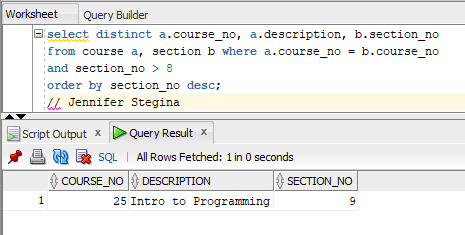 Worksheet Query Builder
select distinct a.course_no, a.description, b.section_no
from course a, section b where a.course_no = b.course_no
and section_no > 8
order by section_no desc;
// Jennifer Stegina
Script Output x Query Result x
SQL | All Rows Fetched: 1 in 0 seconds
COURSE_NO DESCRIPTION SECTION_NO
1 25 Intro to Programming 9